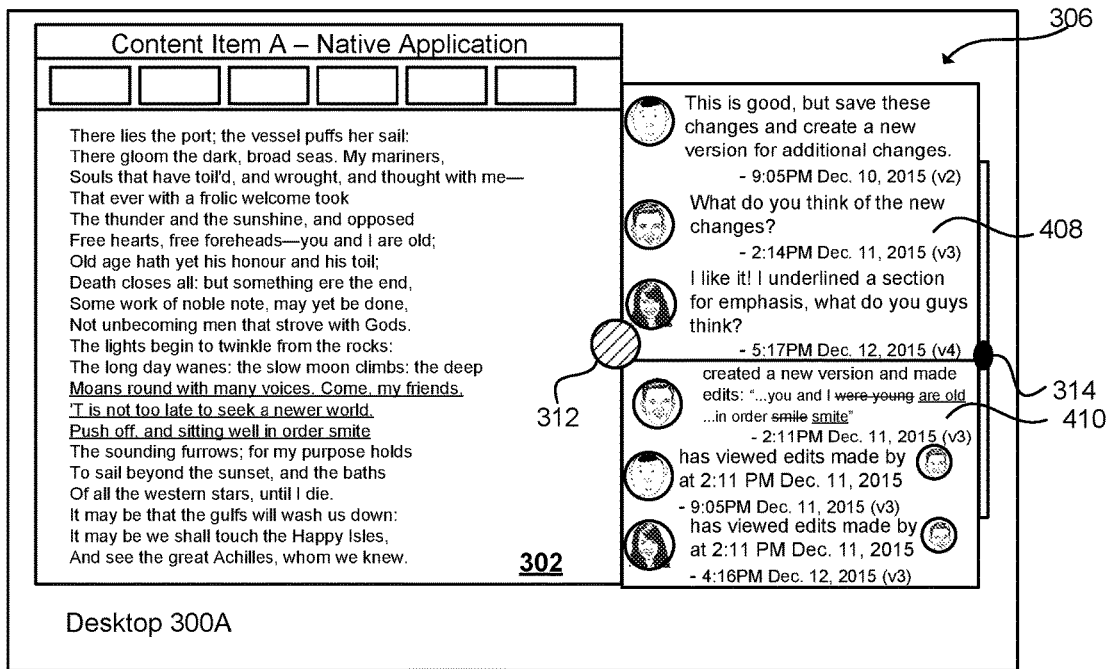 306
Content Item A – Native Application
There lies the port; the vessel puffs her sail:
There gloom the dark, broad seas. My mariners,
Souls that have toil'd, and wrought, and thought with me—
That ever with a frolic welcome took
The thunder and the sunshine, and opposed
Free hearts, free foreheads—you and I are old;
Old age hath yet his honour and his toil;
Death closes all: but something ere the end,
Some work of noble note, may yet be done,
Not unbecoming men that strove with Gods.
The lights begin to twinkle from the rocks:
The long day wanes: the slow moon climbs: the deep
Moans round with many voices. Come, my friends,
'T is not too late to seek a newer world.
Push off, and sitting well in order smite
The sounding furrows; for my purpose holds
To sail beyond the sunset, and the baths
Of all the western stars, until I die.
It may be that the gulfs will wash us down:
It may be we shall touch the Happy Isles,
And see the great Achilles, whom we knew.
302
This is good, but save these
changes and create a new
version for additional changes.
- 9:05PM Dec. 10, 2015 (v2)
What do you think of the new
changes?
- 2:14PM Dec. 11, 2015 (v3)
I like it! I underlined a section
for emphasis, what do you guys
think?
- 5:17PM Dec. 12, 2015 (v4)
created a new version and made
edits: "...you and I were young are old
...in order smile smite"
- 2:11PM Dec. 11, 2015 (v3)
has viewed edits made by
at 2:11 PM Dec. 11, 2015
- 9:05PM Dec. 11, 2015 (v3)
has viewed edits made by
at 2:11 PM Dec. 11, 2015
- 4:16PM Dec. 12, 2015 (v3)
408
314
410
312
Desktop 300A